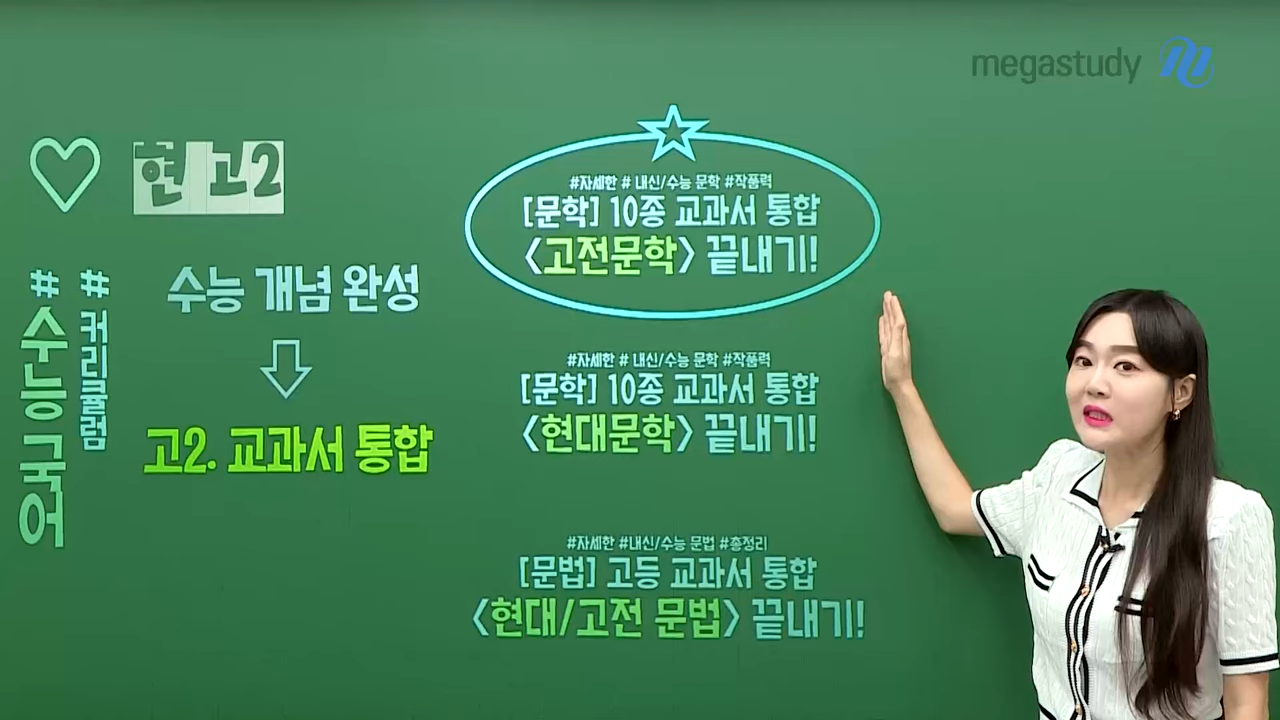 megastudy
현 고2
#수능국어
#커리큘럼
수능 개념 완성
고2. 교과서 통합
#자세한 # 내신/수능 문학 #작품력
[문학] 10종 교과서 통합
<고전문학> 끝내기!
#자세한 # 내신/수능 문학 #작품력
[문학] 10종 교과서 통합
<현대문학> 끝내기!
#자세한 #내신/수능 문법 #총정리
[문법] 고등 교과서 통합
<현대/고전 문법> 끝내기!